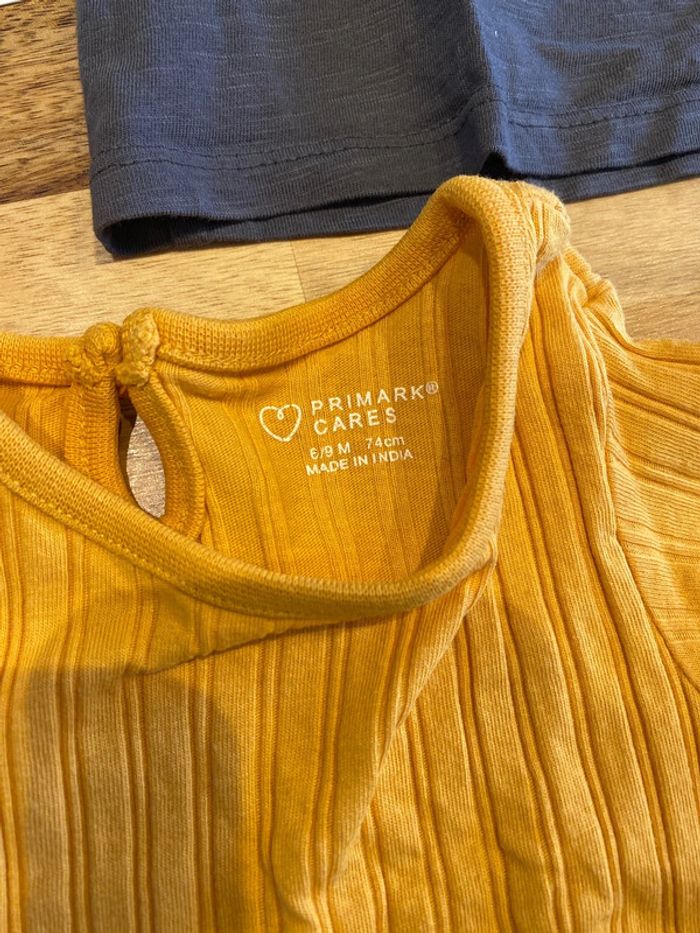 PRIMARK®
CARES
6/9 M 74cm
MADE IN INDIA